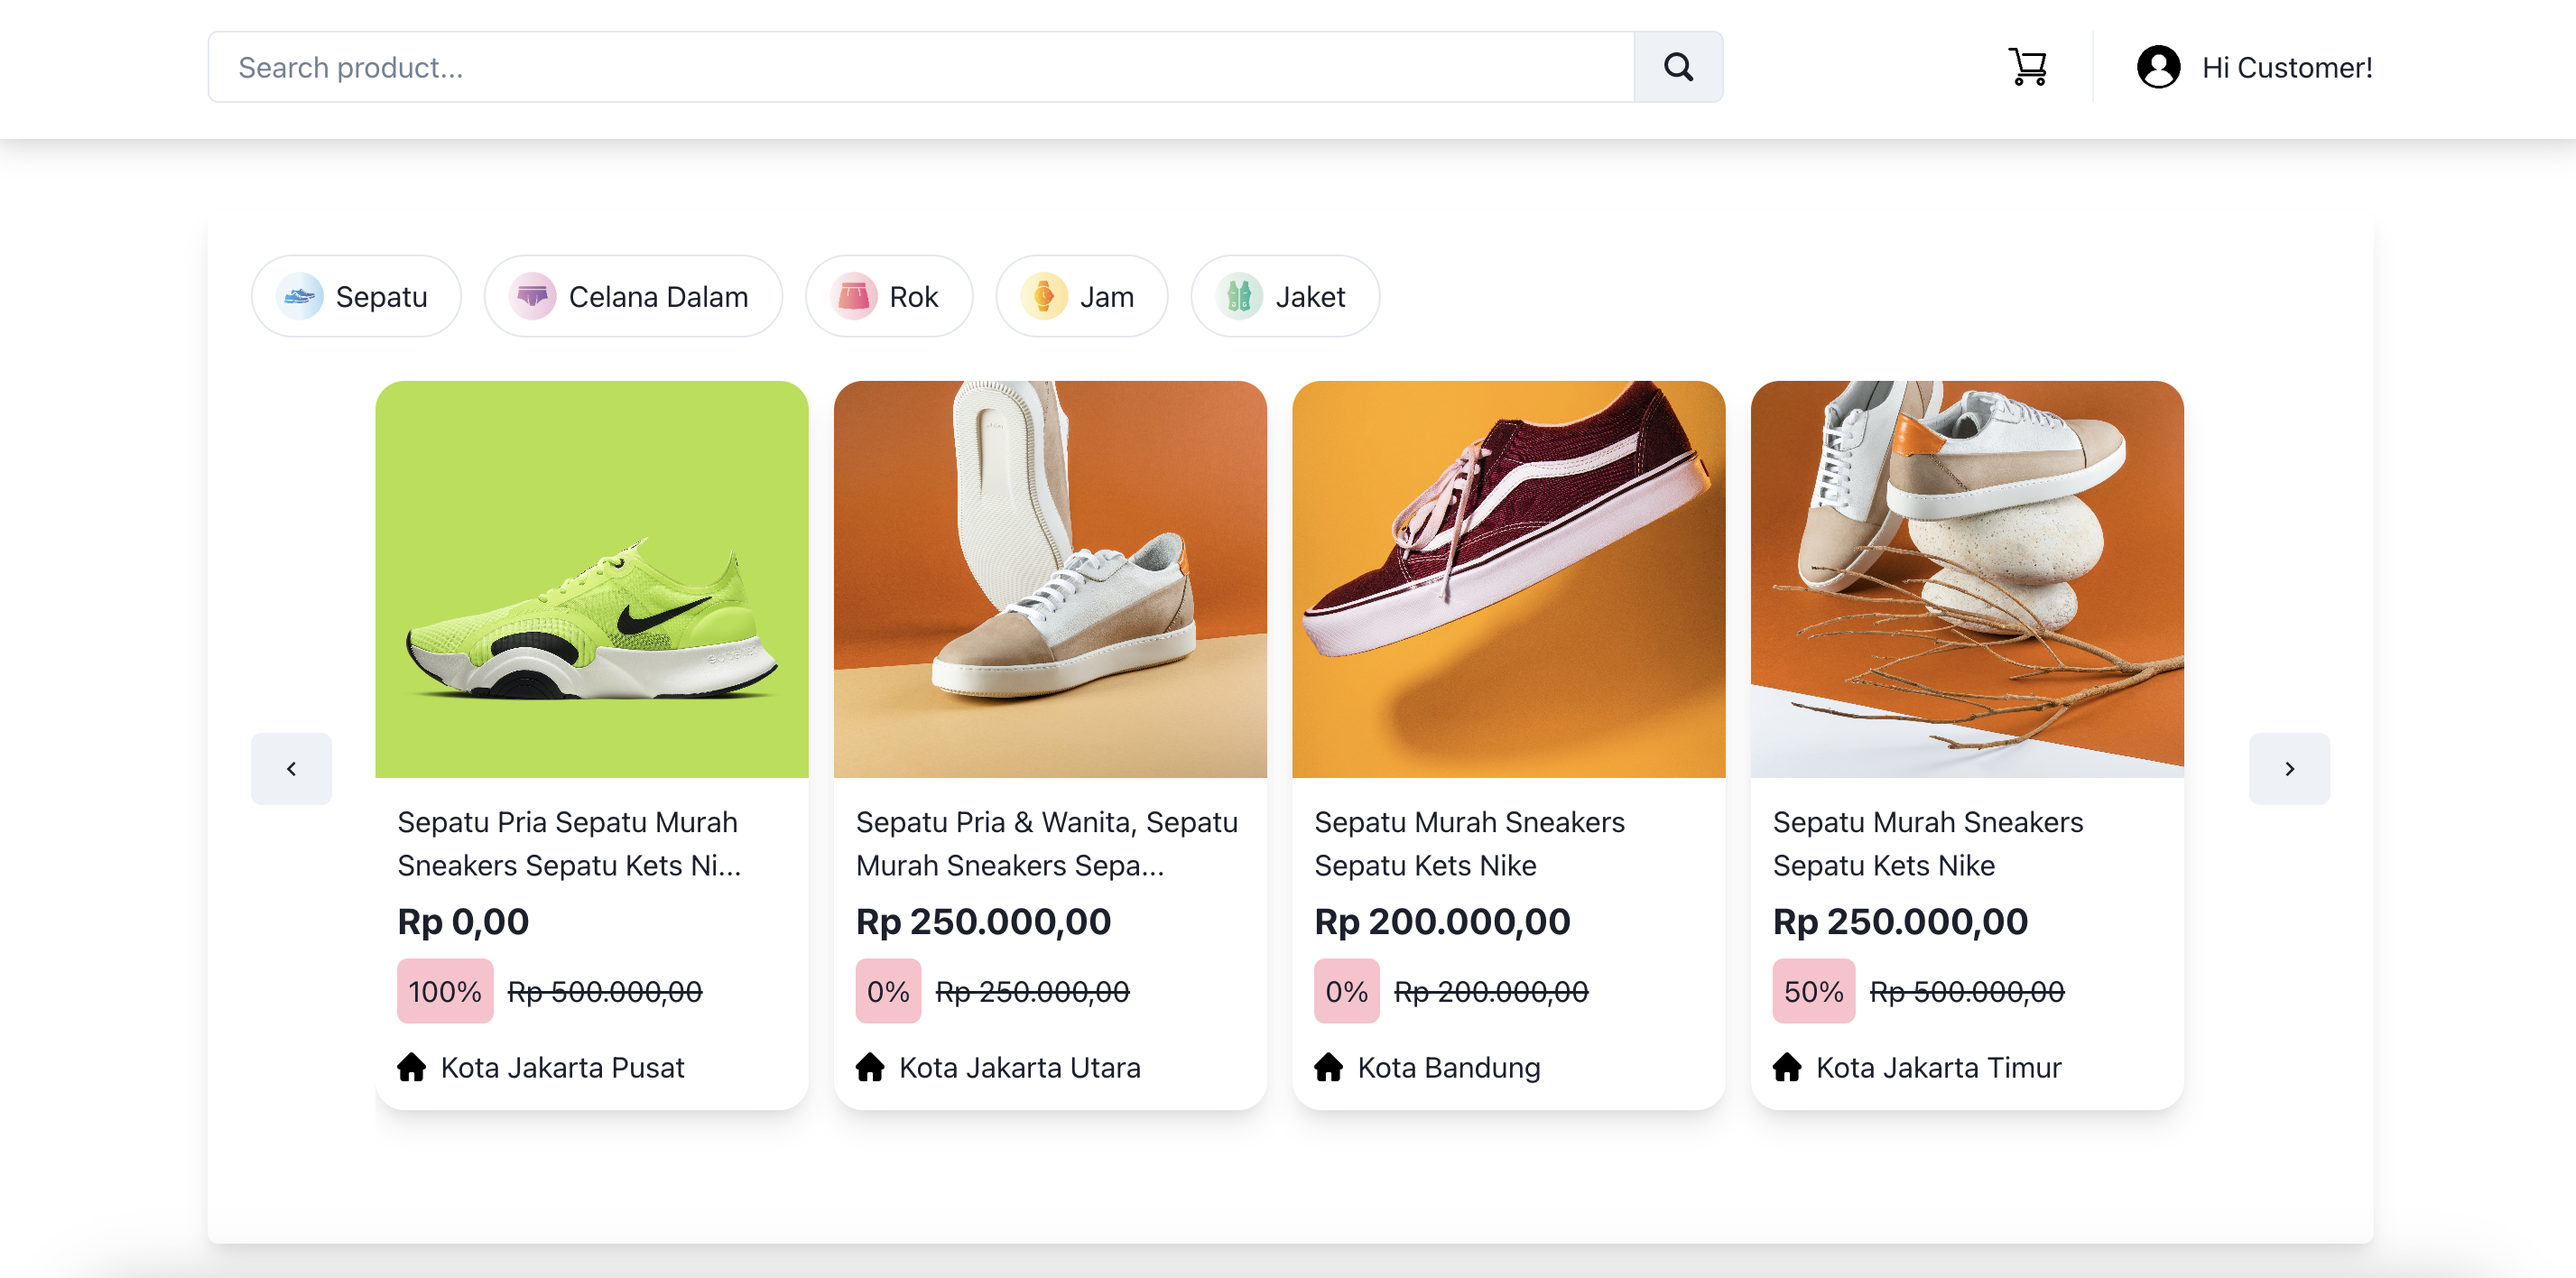 Search product...
Hi Customer!
Sepatu
Celana Dalam
Rok
Jam
Jaket
Sepatu Pria Sepatu Murah
Sneakers Sepatu Kets Ni...
Rp 0,00
100% Rp 500.000,00
Kota Jakarta Pusat
Sepatu Pria & Wanita, Sepatu
Murah Sneakers Sepa...
Rp 250.000,00
0% Rp 250.000,00
Kota Jakarta Utara
Sepatu Murah Sneakers
Sepatu Kets Nike
Rp 200.000,00
0% Rp 200.000,00
Kota Bandung
Sepatu Murah Sneakers
Sepatu Kets Nike
Rp 250.000,00
50% Rp 500.000,00
Kota Jakarta Timur